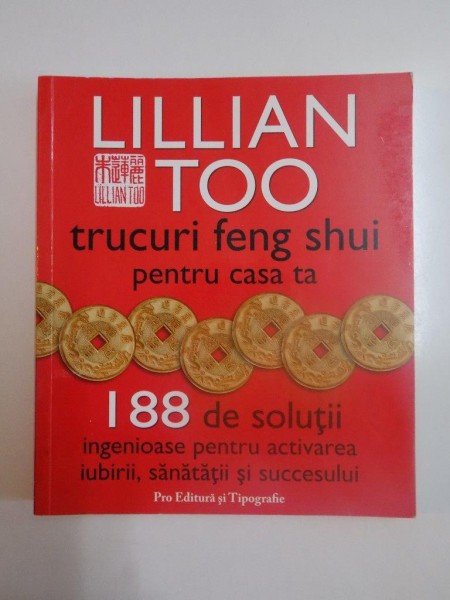 LILLIAN
TOO
LILLIAN TOO
trucuri feng shui
pentru casa ta
188 de soluţii
ingenioase pentru activarea
iubirii, sănătăţii şi succesului
Pro Editură şi Tipografie